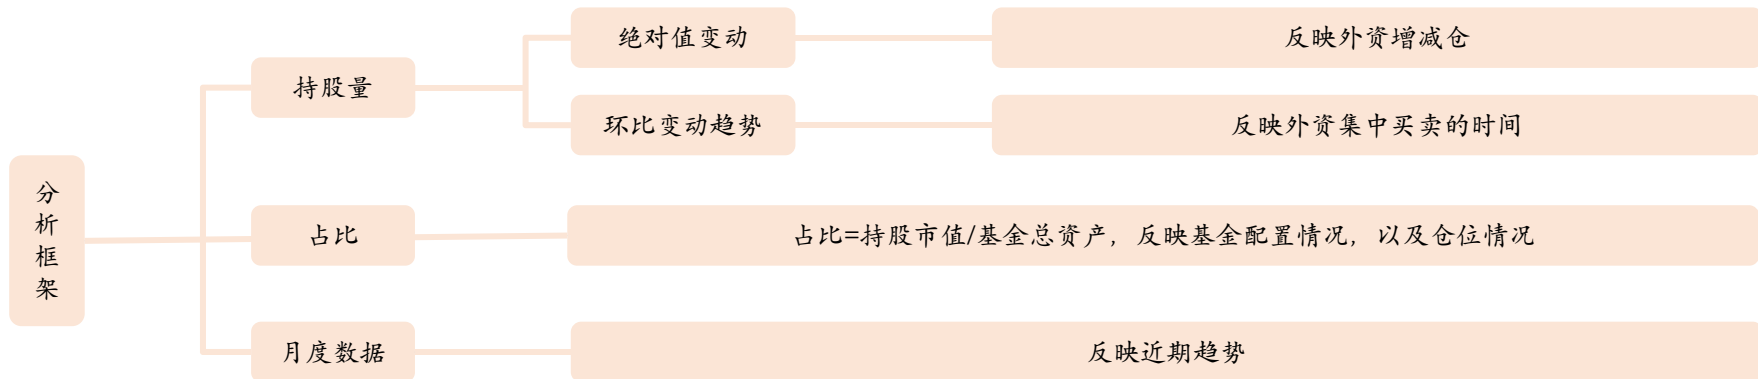 分析框架
持股量
绝对值变动
反映外资增减仓
环比变动趋势
反映外资集中买卖的时间
占比
占比=持股市值/基金总资产，反映基金配置情况，以及仓位情况
月度数据
反映近期趋势